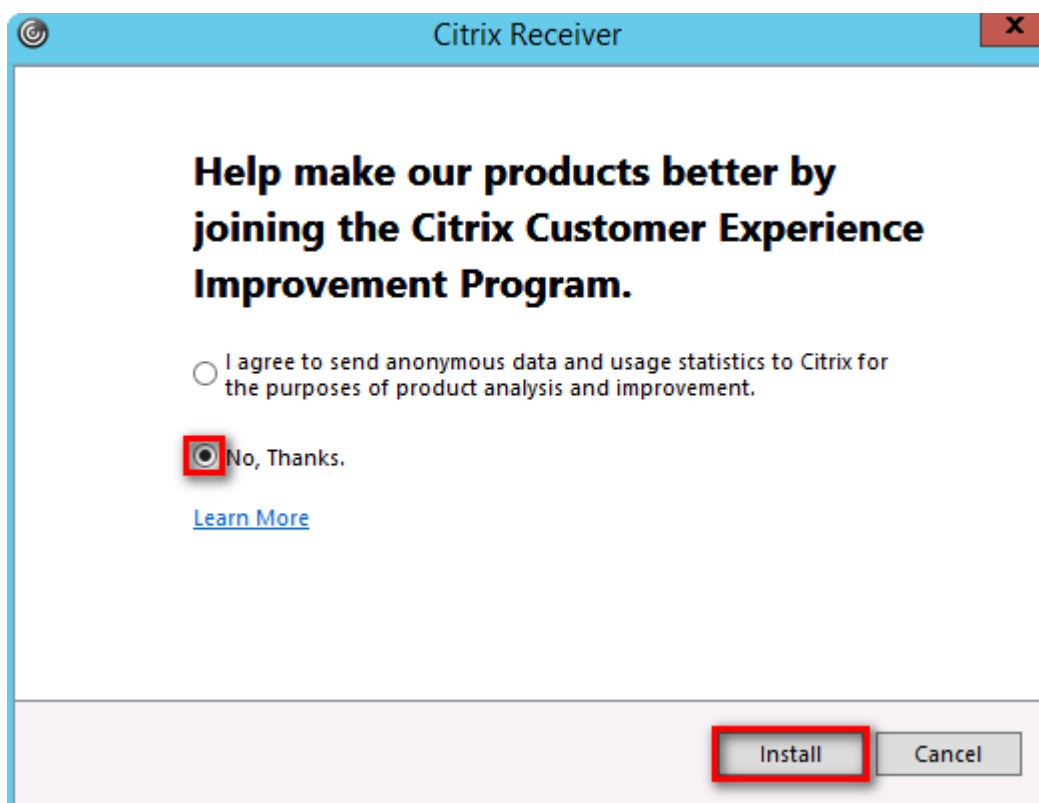 Citrix Receiver
x
Help make our products better by
joining the Citrix Customer Experience
Improvement Program.
I agree to send anonymous data and usage statistics to Citrix for
the purposes of product analysis and improvement.
No, Thanks.
Learn More
Install Cancel